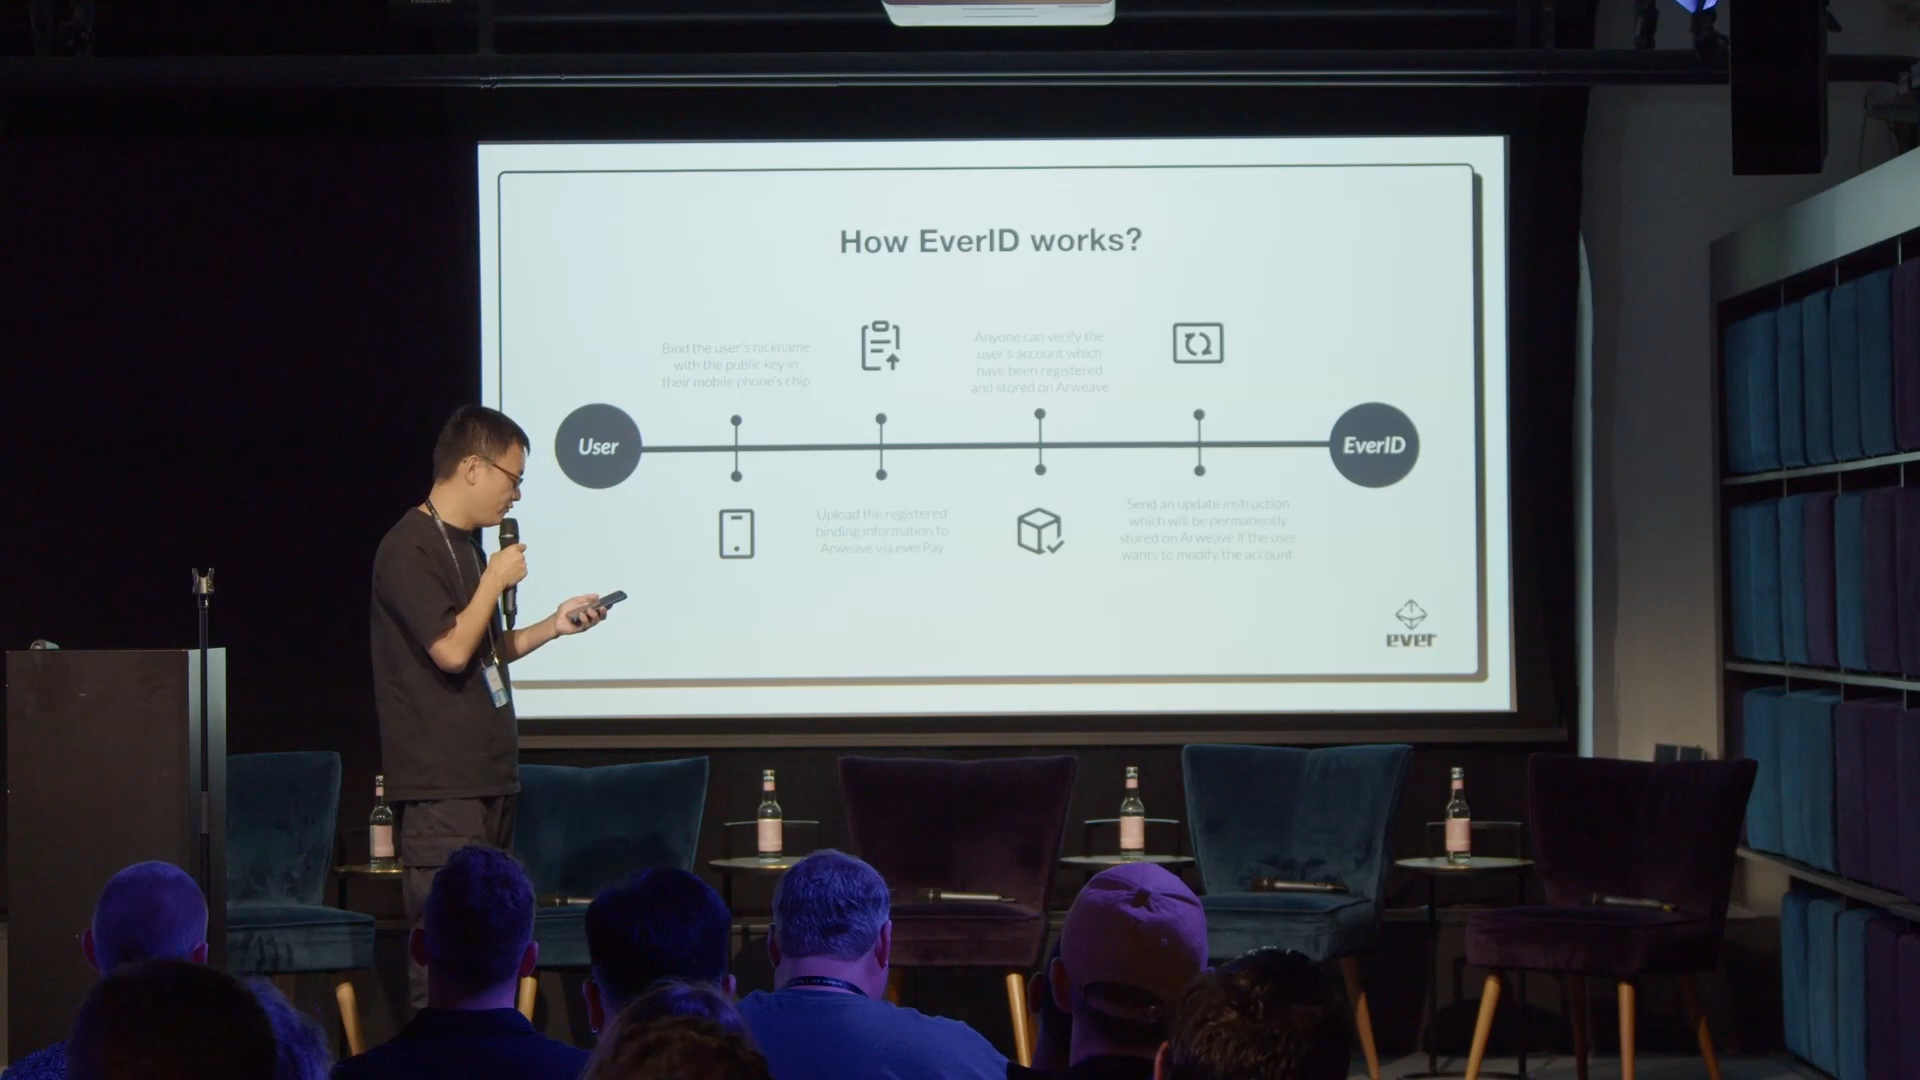 How EverID works?
Bind the user's nickname
with the public key in
their mobile phone's chip
Anyone can verify the
user's account which
have been registered
and stored on Arweave
User
EverID
Upload the registered
binding information to
Arweave via everPay
Send an update instruction
which will be permanently
stored on Arweave if the user
wants to modify the account
ever